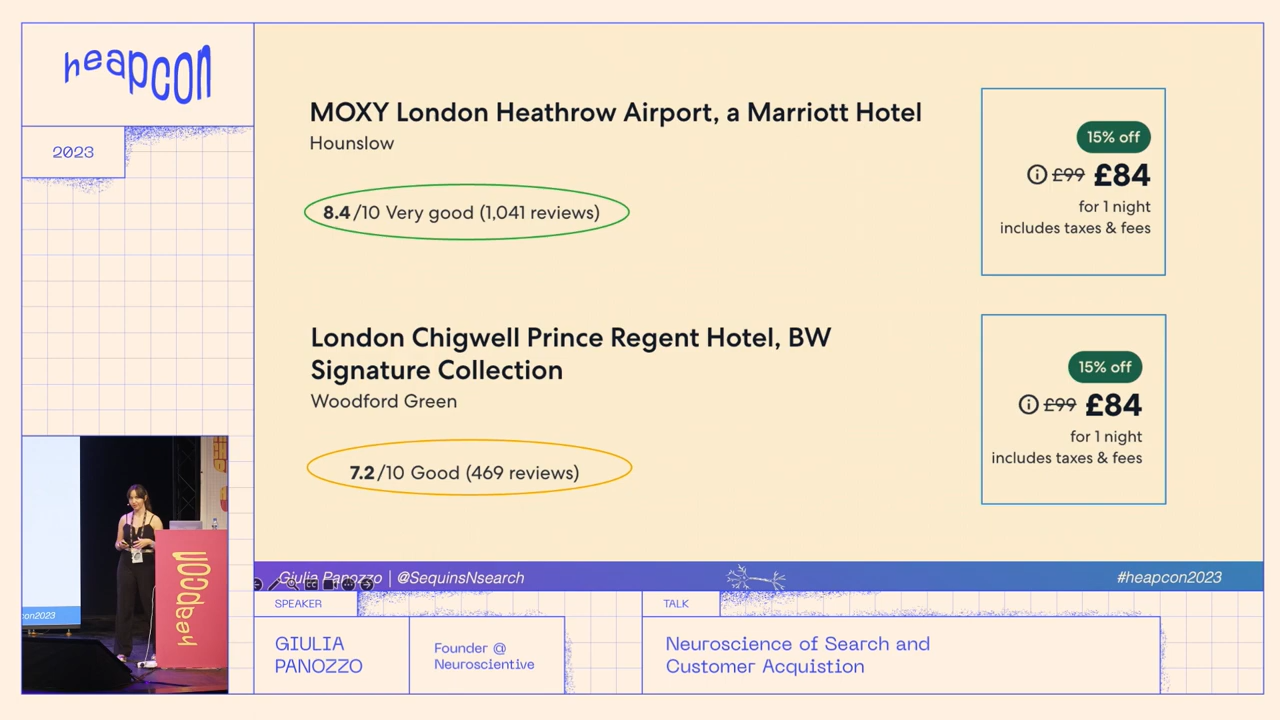 heapcon
2023
MOXY London Heathrow Airport, a Marriott Hotel
Hounslow
8.4/10 Very good (1,041 reviews)
15% off
£99 £84
for 1 night
includes taxes & fees
London Chigwell Prince Regent Hotel, BW
Signature Collection
Woodford Green
7.2/10 Good (469 reviews)
15% off
£99 £84
for 1 night
includes taxes & fees
Giulia Panozzo | @SequinsNsearch
#heapcon2023
con2023
heapcon
SPEAKER
GIULIA
PANOZZO
Founder @
Neuroscientive
TALK
Neuroscience of Search and
Customer Acquistion